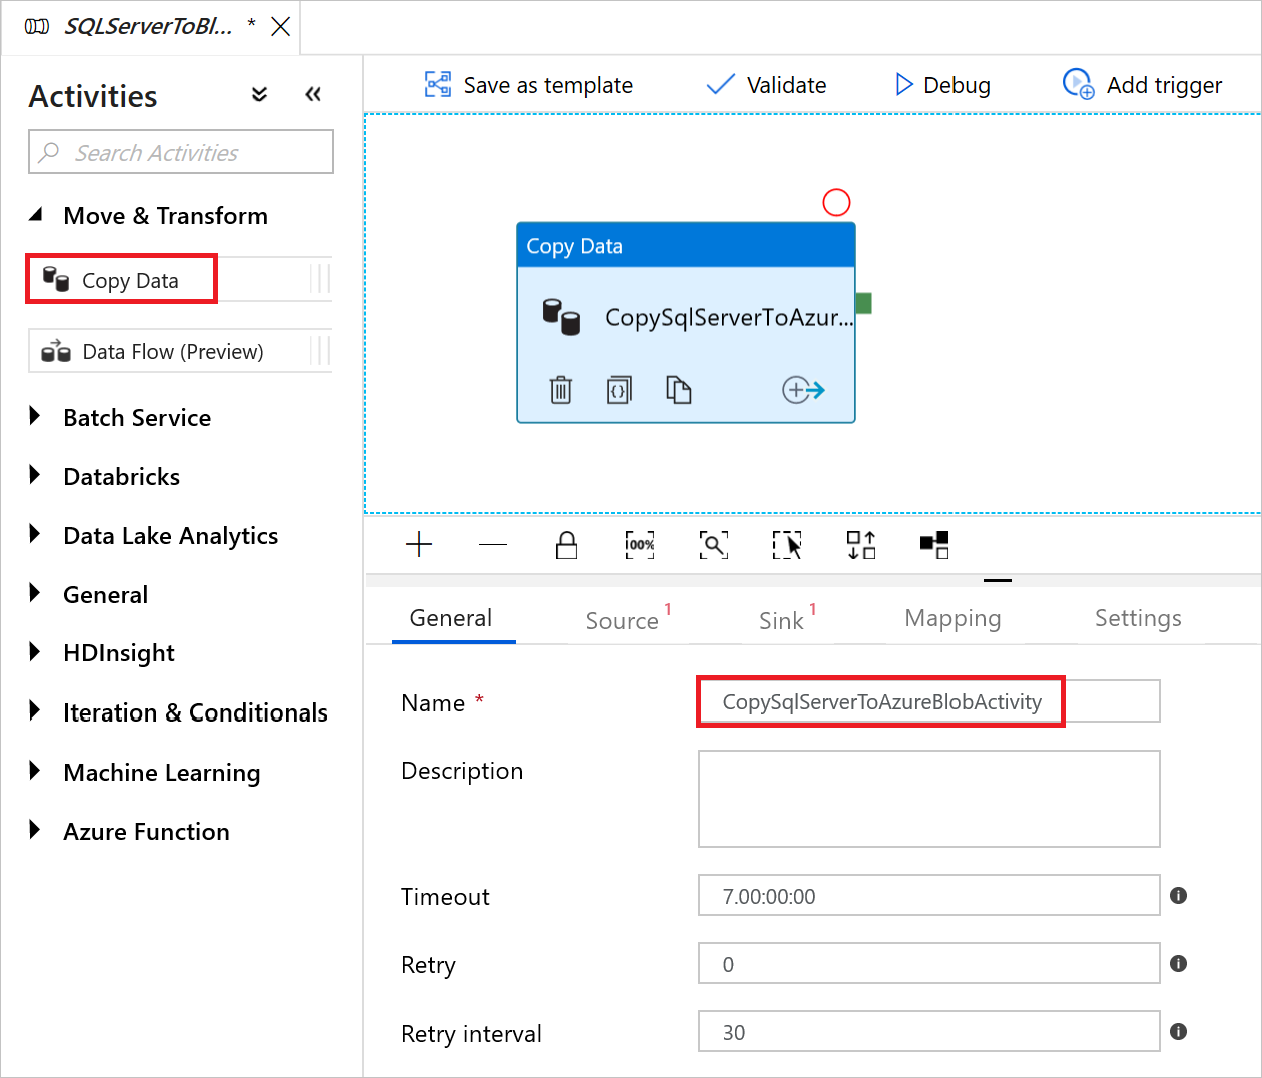 SQLServerToBl... *
Activities
Search Activities
Move & Transform
Copy Data
Data Flow (Preview)
Batch Service
Databricks
Data Lake Analytics
General
HDInsight
Iteration & Conditionals
Machine Learning
Azure Function
Save as template Validate Debug Add trigger
Copy Data
CopySqlServerToAzur...
{}
00%
General Source 1 Sink 1 Mapping Settings
Name * CopySqlServerToAzureBlobActivity
Description
Timeout 7.00:00:00
Retry 0
Retry interval 30